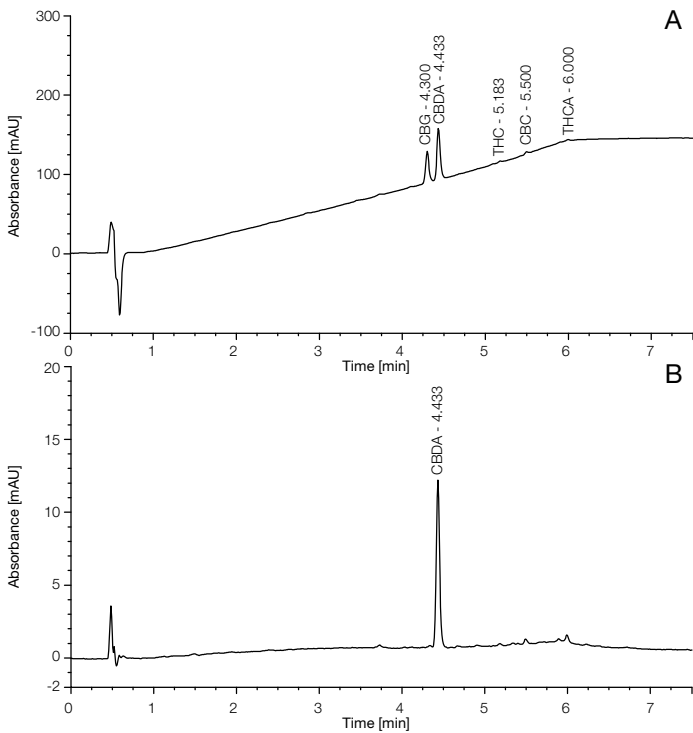 A
300
200
100
0
-100
Absorbance [mAU]
CBG - 4.300
CBDA - 4.433
THC - 5.183
CBC - 5.500
THCA - 6.000
0 1 2 3 4 5 6 7
Time [min]
B
20
15
10
5
0
-2
Absorbance [mAU]
CBDA - 4.433
0 1 2 3 4 5 6 7
Time [min]